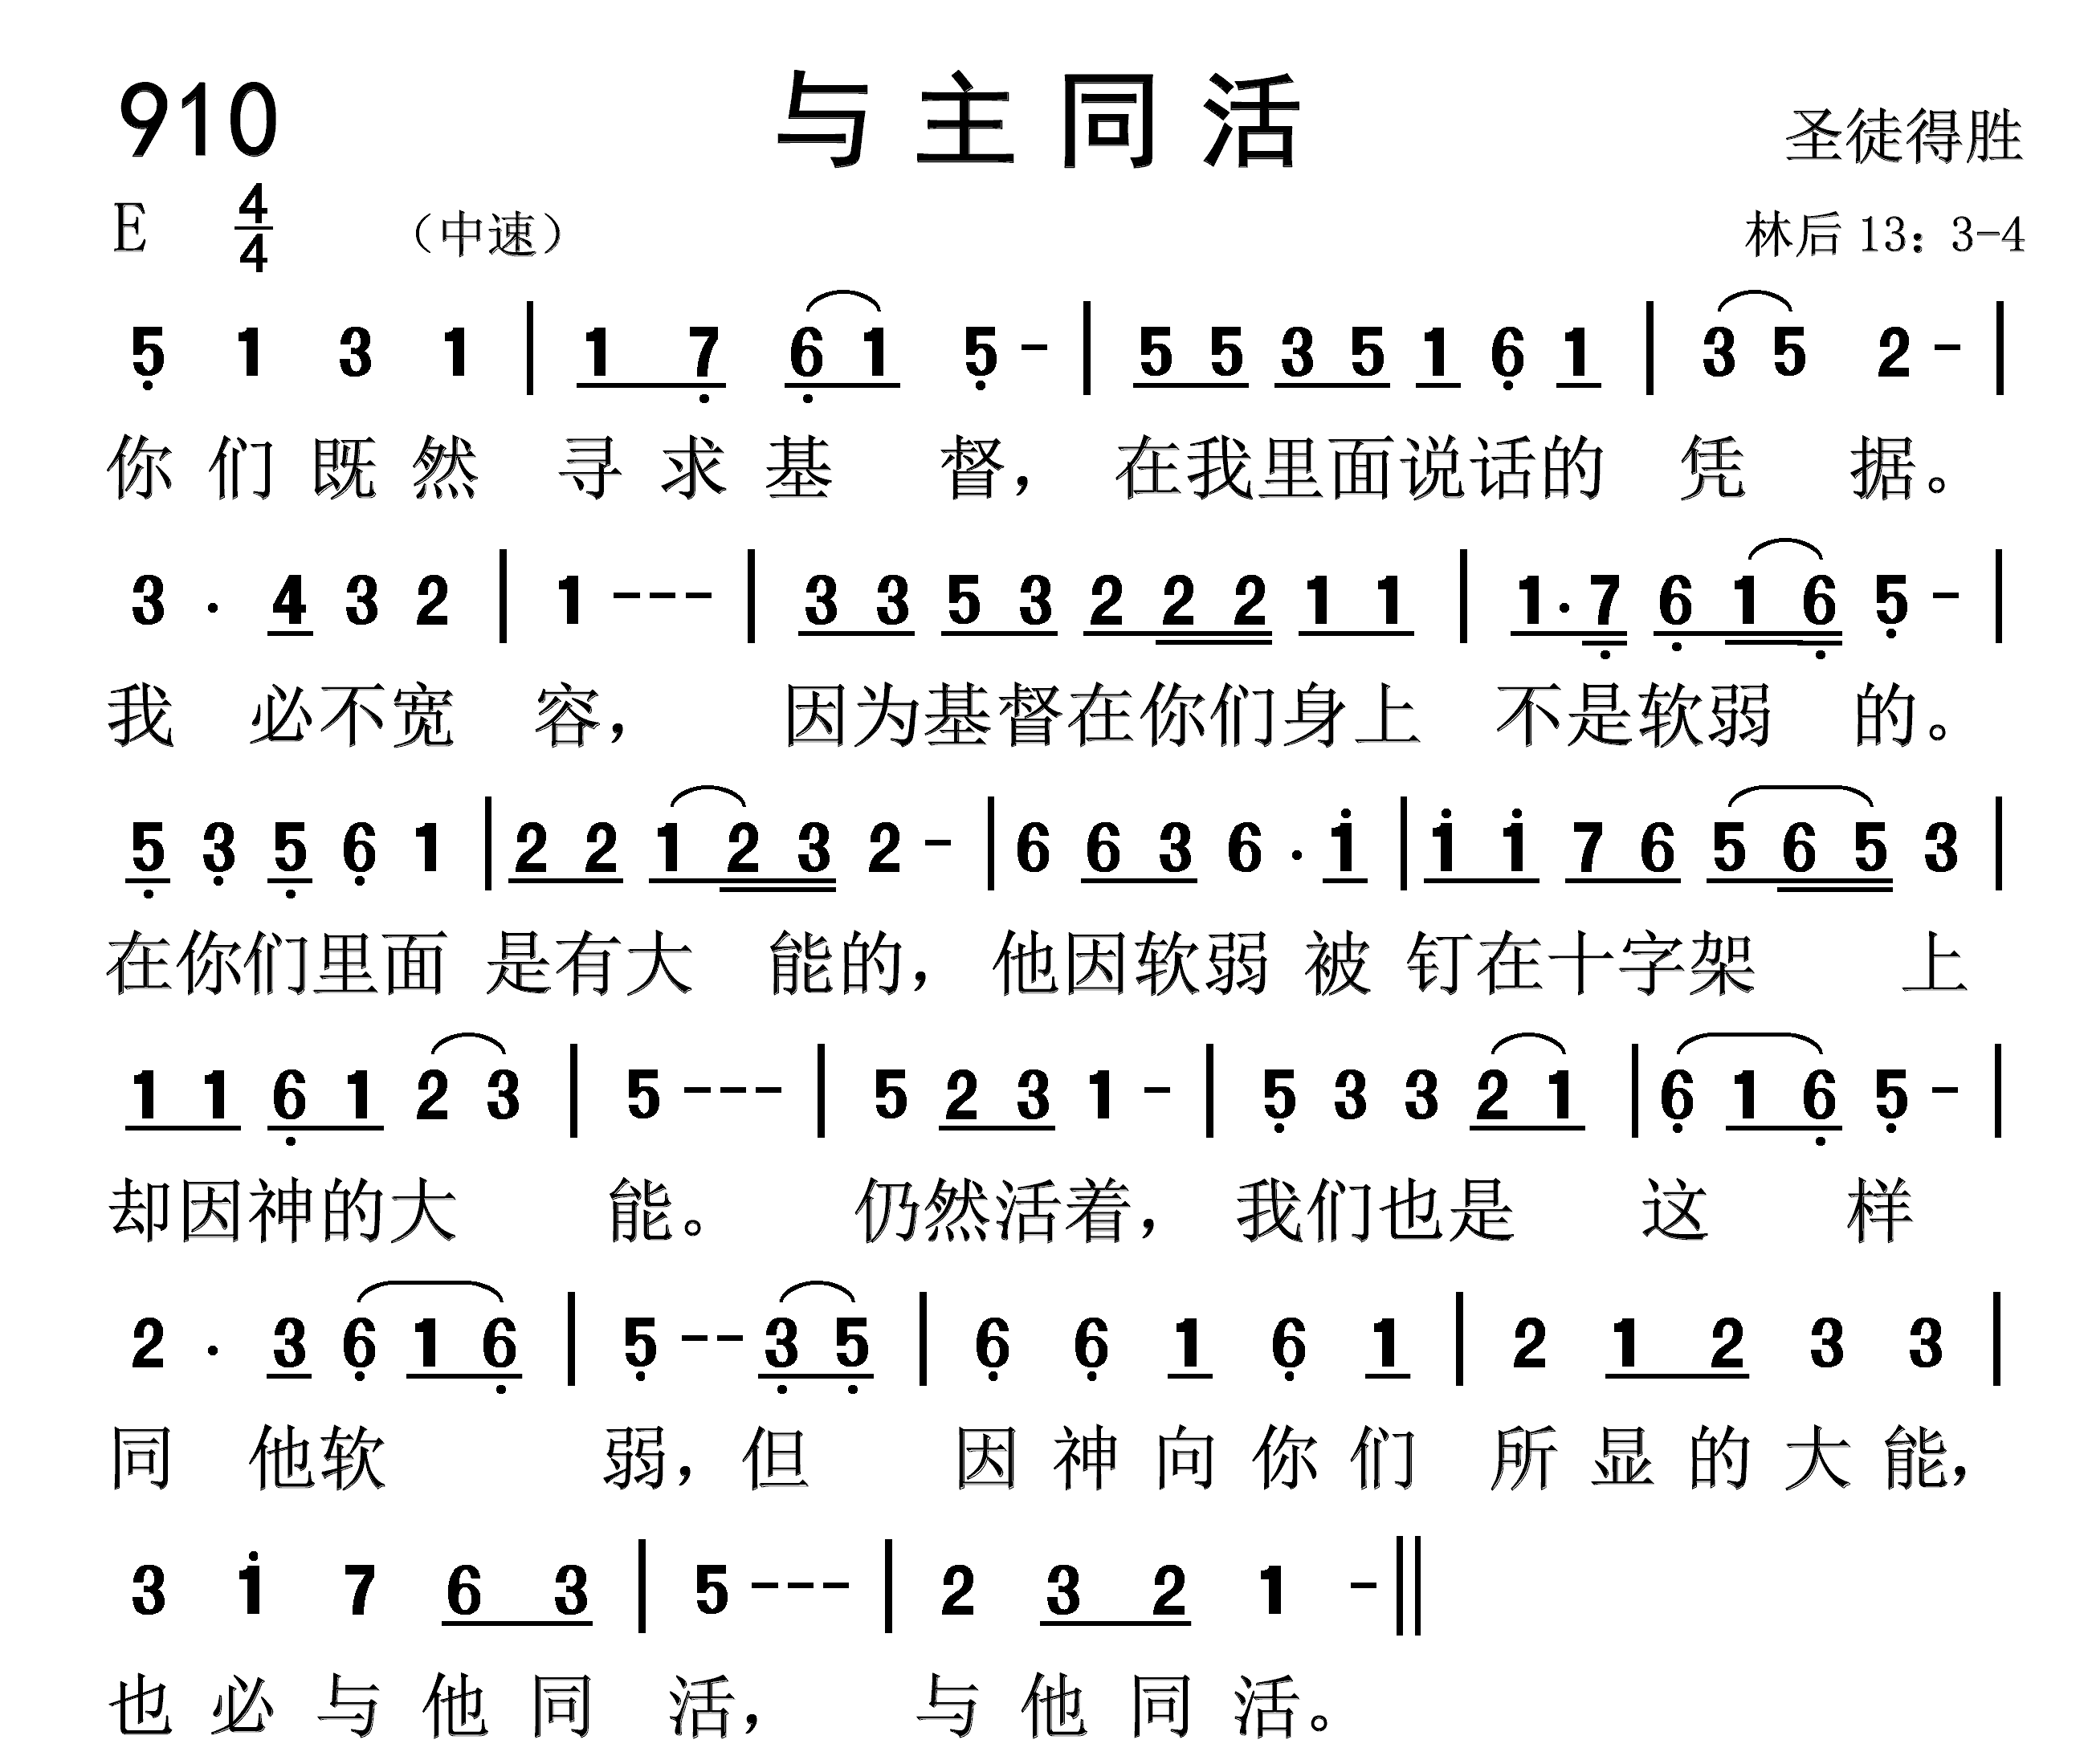 910 与主同活 圣徒得胜
E 4/4 （中速） 林后 13：3-4
5 1 3 1 | 1 7 6 1 5 - | 5 5 3 5 1 6 1 | 3 5 2 - |
你们既然寻求基督，在我里面说话的凭据。
3 · 4 3 2 | 1 - - - | 3 3 5 3 2 2 2 1 1 | 1 · 7 6 1 6 5 - |
我必不宽容，因为基督在你们身上不是软弱的。
5 3 5 6 1 | 2 2 1 2 3 2 - | 6 6 3 6 · i | i i 7 6 5 6 5 3 |
在你们里面是有大能的，他因软弱被钉在十字架上
1 1 6 1 2 3 | 5 - - - | 5 2 3 1 - | 5 3 3 2 1 | 6 1 6 5 - |
却因神的大能。仍然活着，我们也是这样
2 · 3 6 1 6 | 5 - - 3 5 | 6 6 1 6 1 | 2 1 2 3 3 |
同他软弱，但因神向你们所显的大能，
3 i 7 6 3 | 5 - - - | 2 3 2 1 - ||
也必与他同活，与他同活。